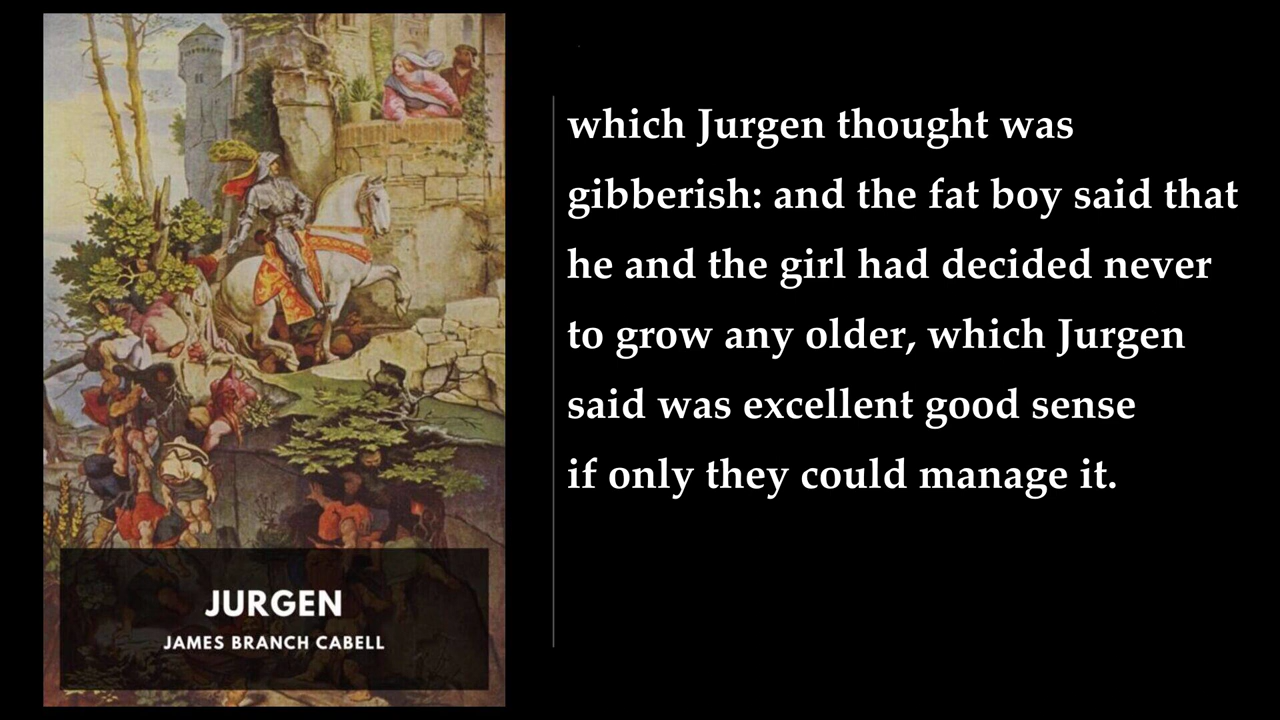 which Jurgen thought was
gibberish: and the fat boy said that
he and the girl had decided never
to grow any older, which Jurgen
said was excellent good sense
if only they could manage it.
JURGEN
JAMES BRANCH CABELL